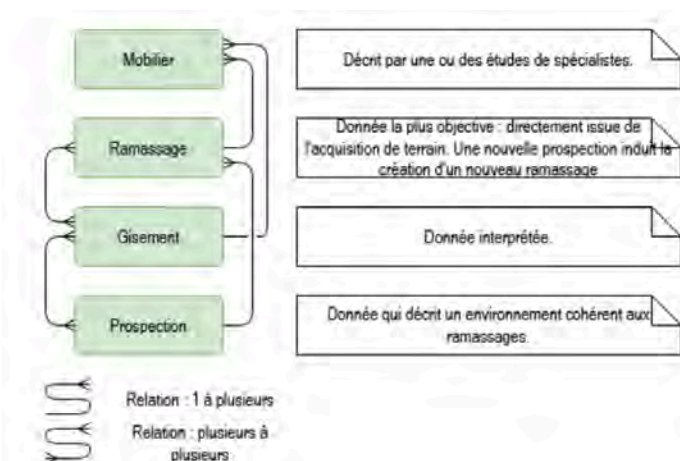 Mobilier
Décrit par une ou des études de spécialistes.
Ramassage
Donnée la plus objective : directement issue de
l'acquisition de terrain. Une nouvelle prospection induit la
création d'un nouveau ramassage
Gisement
Donnée interprétée.
Prospection
Donnée qui décrit un environnement cohérent aux
ramassages.
Relation : 1 à plusieurs
Relation : plusieurs à
plusieurs